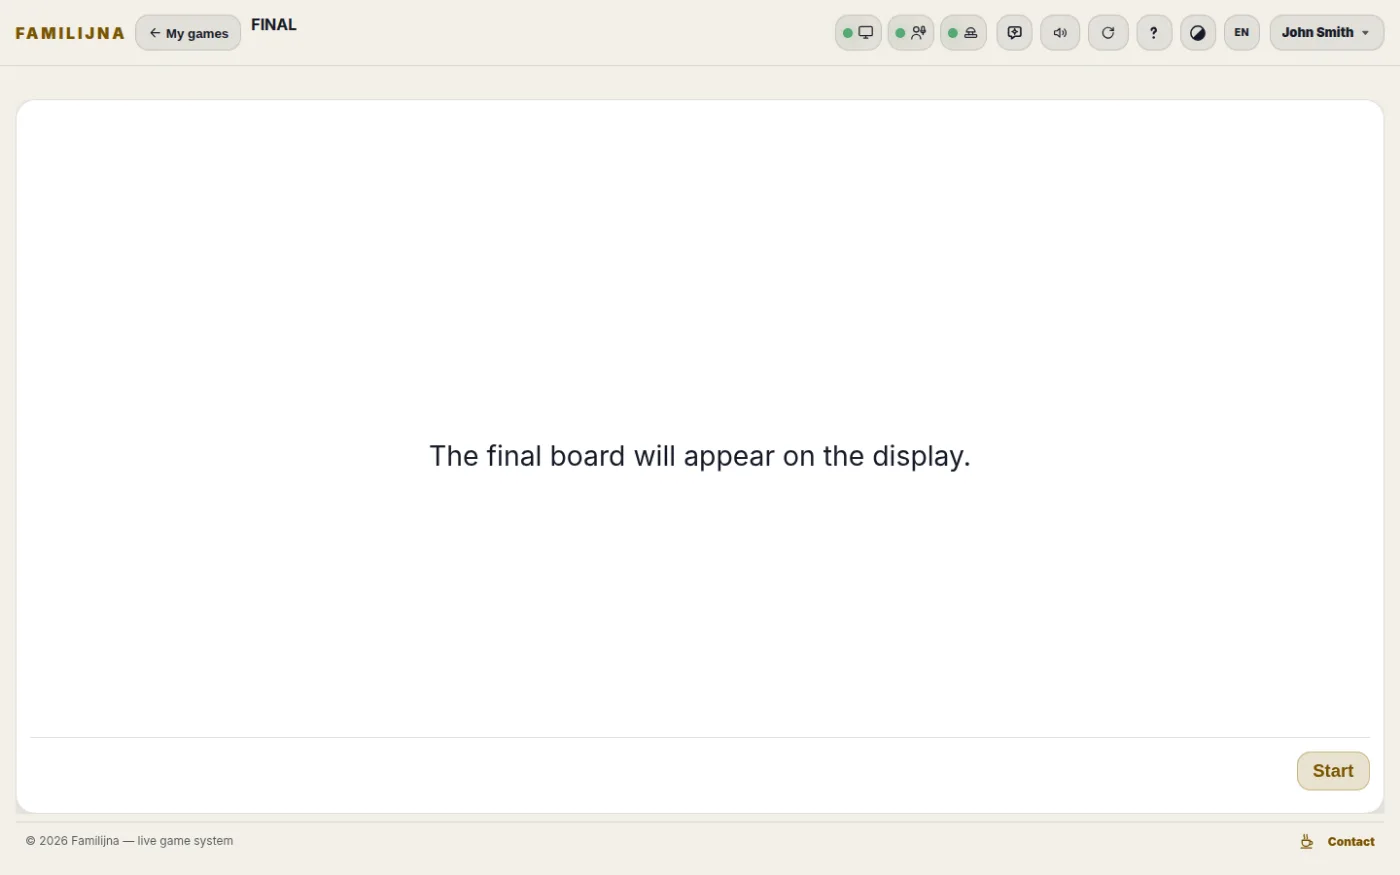 FAMILIJNA
← My games
FINAL
?
EN
John Smith
The final board will appear on the display.
Start
© 2026 Familijna — live game system
Contact